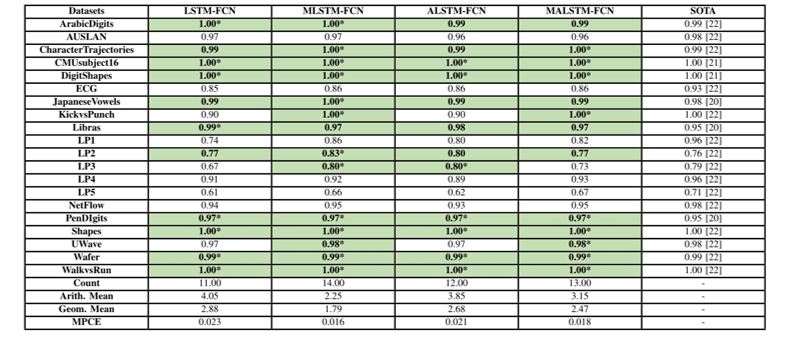 Datasets LSTM-FCN MLSTM-FCN ALSTM-FCN MALSTM-FCN SOTA
ArabicDigits 1.00* 1.00* 0.99 0.99 0.99 [22]
AUSLAN 0.97 0.97 0.96 0.96 0.98 [22]
CharacterTrajectories 0.99 1.00* 0.99 1.00* 0.99 [22]
CMUsubject16 1.00* 1.00* 1.00* 1.00* 1.00 [21]
DigitShapes 1.00* 1.00* 1.00* 1.00* 1.00 [21]
ECG 0.85 0.86 0.86 0.86 0.93 [22]
JapaneseVowels 0.99 1.00* 0.99 0.99 0.98 [20]
KickvsPunch 0.90 1.00* 0.90 1.00* 1.00 [22]
Libras 0.99* 0.97 0.98 0.97 0.95 [20]
LP1 0.74 0.86 0.80 0.82 0.96 [22]
LP2 0.77 0.83* 0.80 0.77 0.76 [22]
LP3 0.67 0.80* 0.80* 0.73 0.79 [22]
LP4 0.91 0.92 0.89 0.93 0.96 [22]
LP5 0.61 0.66 0.62 0.67 0.71 [22]
NetFlow 0.94 0.95 0.93 0.95 0.98 [22]
PenDIgits 0.97* 0.97* 0.97* 0.97* 0.95 [20]
Shapes 1.00* 1.00* 1.00* 1.00* 1.00 [22]
UWave 0.97 0.98* 0.97 0.98* 0.98 [22]
Wafer 0.99* 0.99* 0.99* 0.99* 0.99 [22]
WalkvsRun 1.00* 1.00* 1.00* 1.00* 1.00 [22]
Count 11.00 14.00 12.00 13.00 -
Arith. Mean 4.05 2.25 3.85 3.15 -
Geom. Mean 2.88 1.79 2.68 2.47 -
MPCE 0.023 0.016 0.021 0.018 -